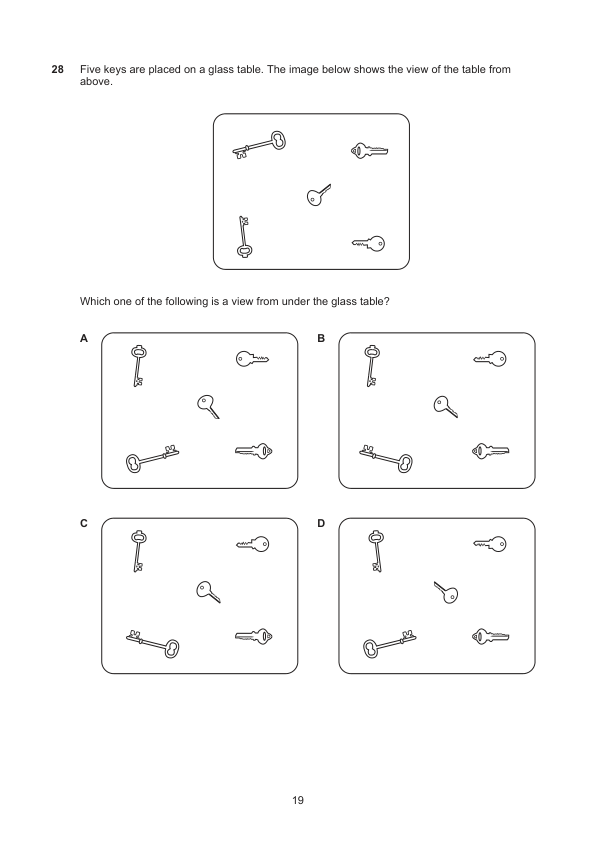 28 Five keys are placed on a glass table. The image below shows the view of the table from
above.
Which one of the following is a view from under the glass table?
A
B
C
D
19